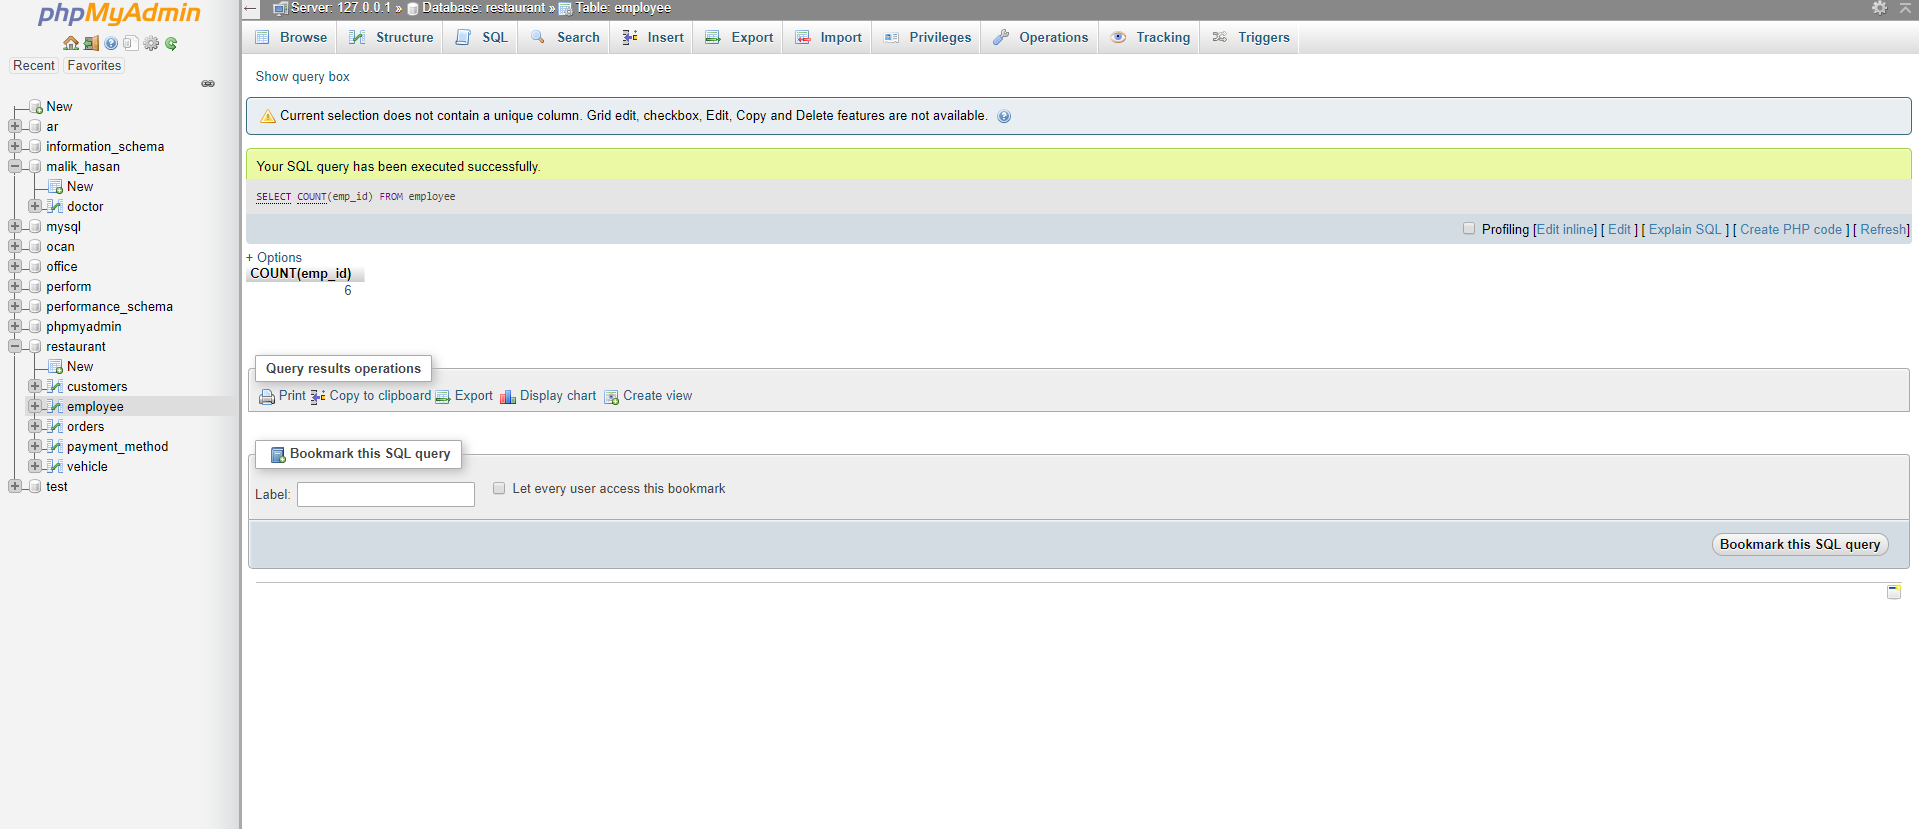 phpMyAdmin
Recent Favorites
New
ar
information_schema
malik_hasan
New
doctor
mysql
ocan
office
perform
performance_schema
phpmyadmin
restaurant
New
customers
employee
orders
payment_method
vehicle
test
Server: 127.0.0.1 » Database: restaurant » Table: employee
Browse Structure SQL Search Insert Export Import Privileges Operations Tracking Triggers
Show query box
Current selection does not contain a unique column. Grid edit, checkbox, Edit, Copy and Delete features are not available.
Your SQL query has been executed successfully.
SELECT COUNT(emp_id) FROM employee
Profiling [Edit inline] [ Edit ] [ Explain SQL ] [ Create PHP code ] [ Refresh]
+ Options
COUNT(emp_id)
6
Query results operations
Print Copy to clipboard Export Display chart Create view
Bookmark this SQL query
Label: Let every user access this bookmark
Bookmark this SQL query